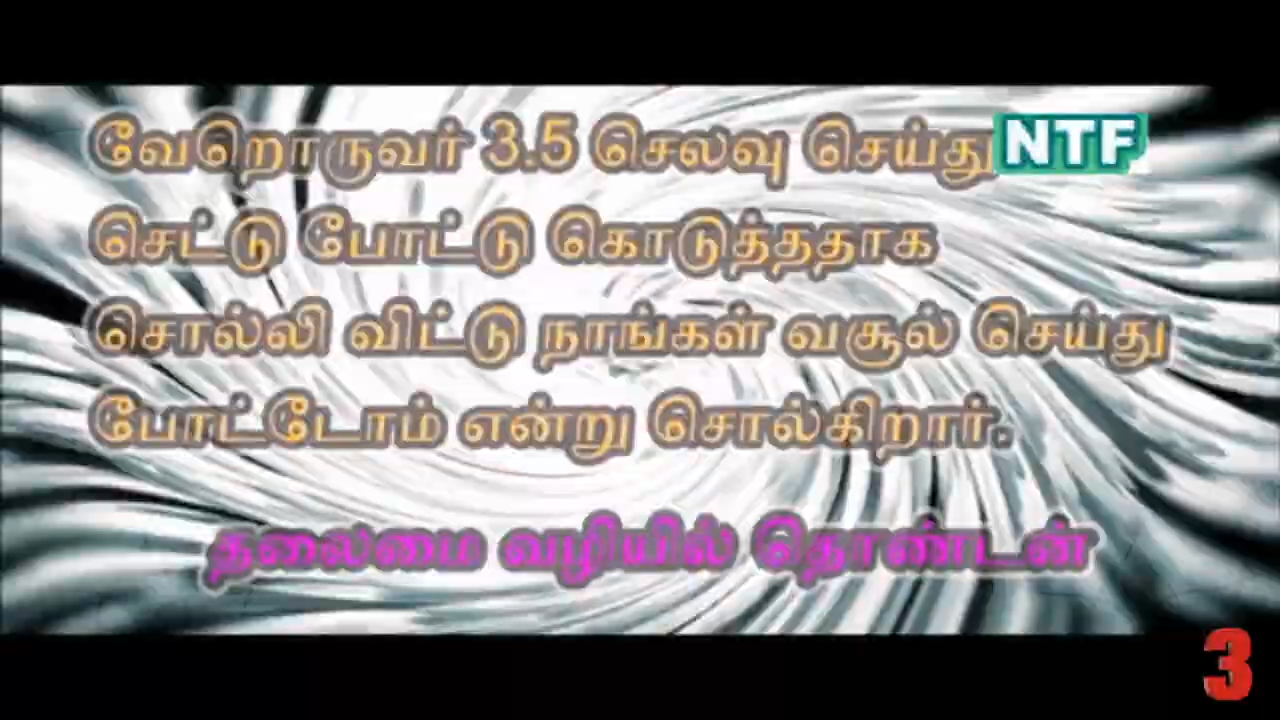 வேறொருவர் 3.5 செலவு செய்து NTF
செட்டு போட்டு கொடுத்ததாக
சொல்லி விட்டு நாங்கள் வசூல் செய்து
போட்டோம் என்று சொல்கிறார்.
தலைமை வழியில் தொண்டன்
3